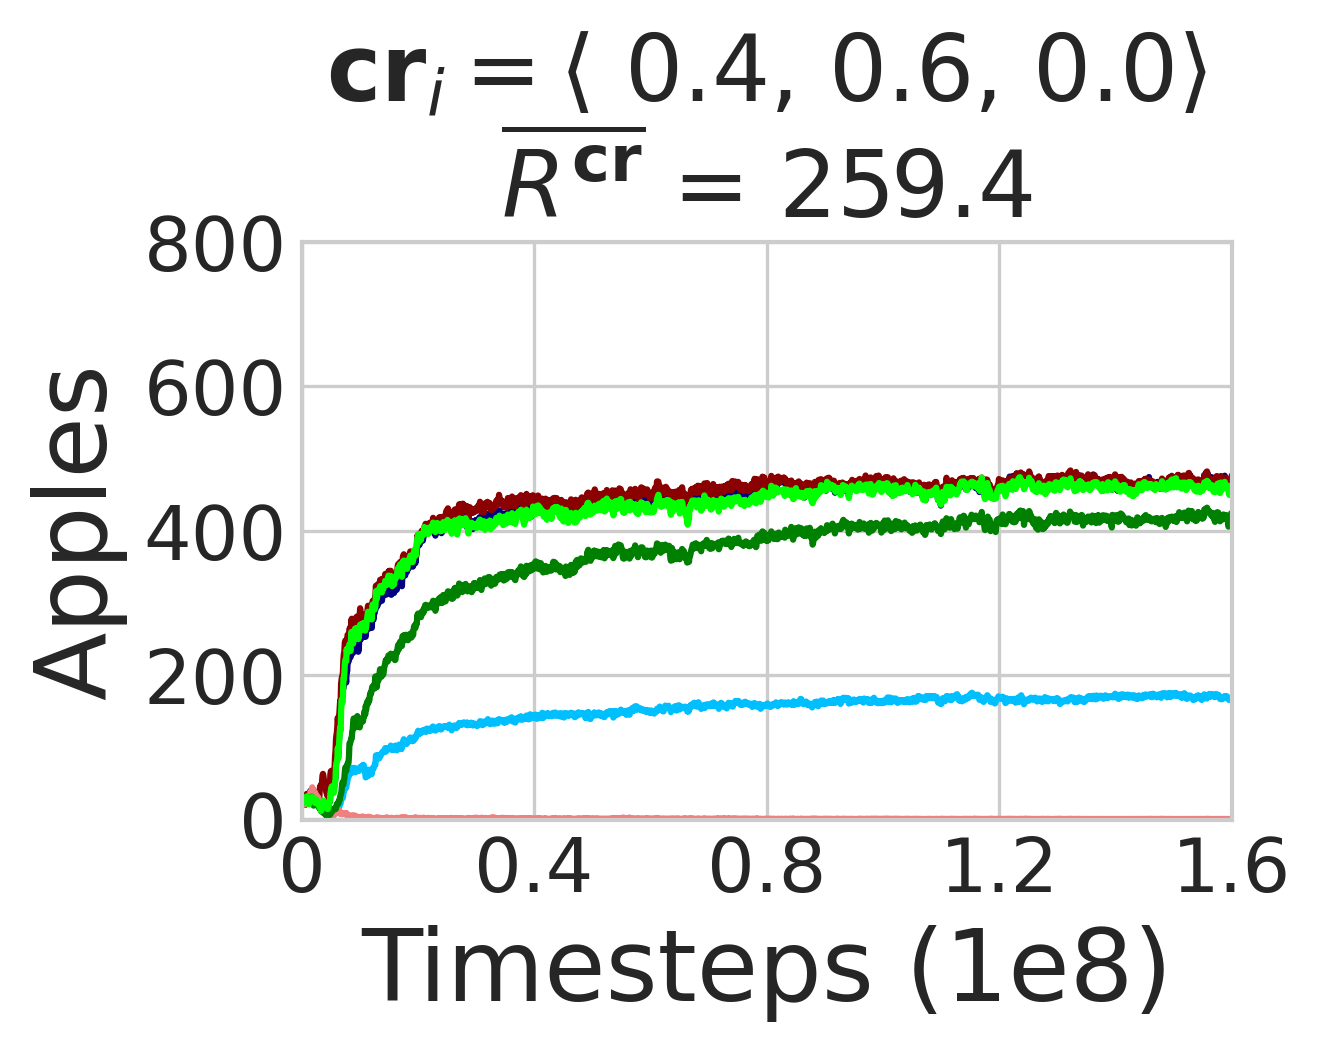 cr_i = ⟨ 0.4, 0.6, 0.0⟩
\overline{R^{cr}} = 259.4
800
600
400
200
0
Apples
0 0.4 0.8 1.2 1.6
Timesteps (1e8)